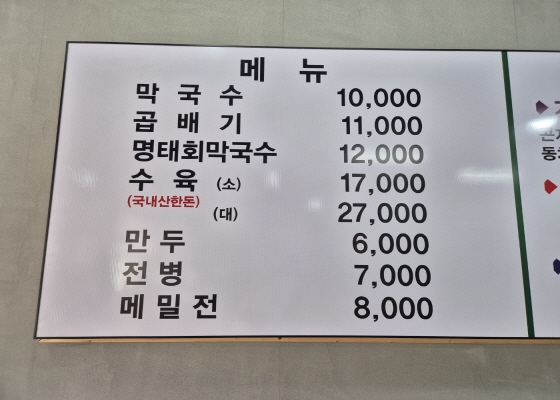 메 뉴
막 국 수 10,000
곱 배 기 11,000
명태회막국수 12,000
수 육 (소) 17,000
(국내산한돈) (대) 27,000
만 두 6,000
전 병 7,000
메 밀 전 8,000